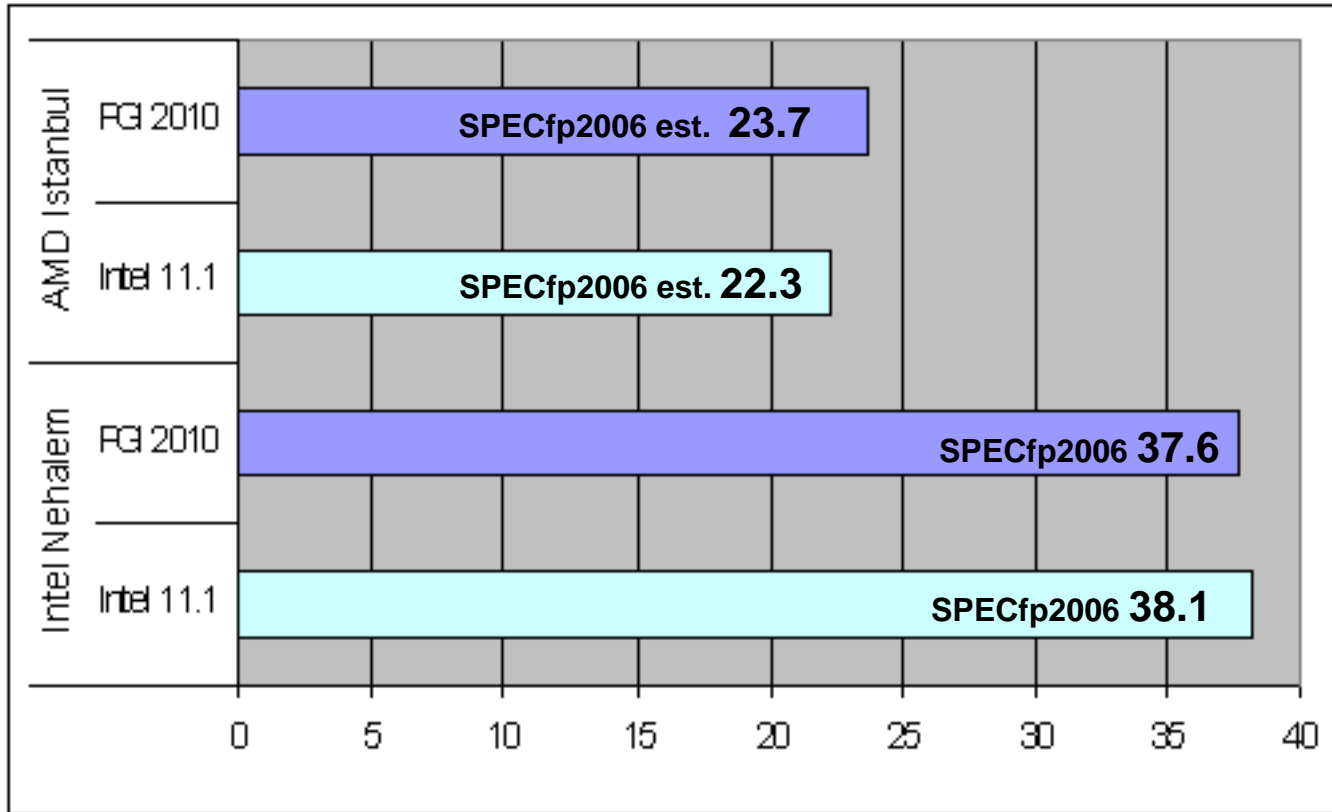 AMD Istanbul
PGI 2010
SPECfp2006 est. 23.7
Intel 11.1
SPECfp2006 est. 22.3
Intel Nehalem
PGI 2010
SPECfp2006 37.6
Intel 11.1
SPECfp2006 38.1
0 5 10 15 20 25 30 35 40